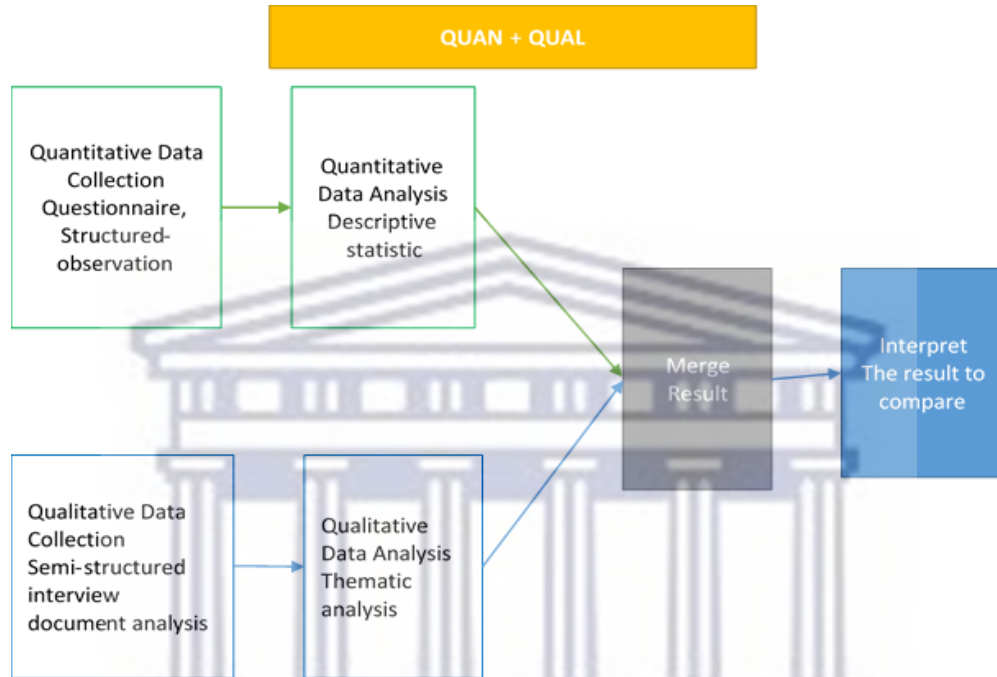 QUAN + QUAL
Quantitative Data
Collection
Questionnaire,
Structured-
observation
Quantitative
Data Analysis
Descriptive
statistic
Merge
Result
Interpret
The result to
compare
Qualitative Data
Collection
Semi-structured
interview
document analysis
Qualitative
Data Analysis
Thematic
analysis